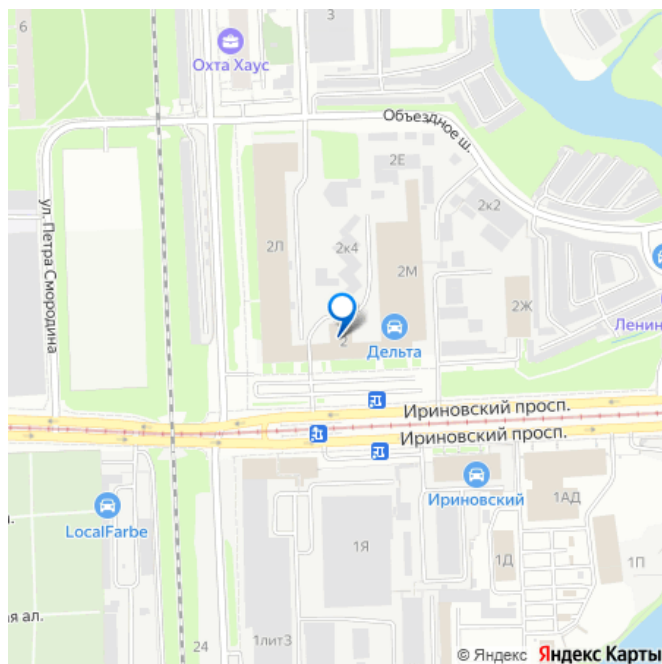 6
3
Охта Хаус
Объездное ш.
2Е
ул. Петра Смородина
2к2
2Л
2к4
2М
2Ж
2
Дельта
Ленин
Ириновский просп.
Ириновский просп.
Ириновский
LocalFarbe
1АД
1Я
1Д
1П
ая ал.
24
1лит3
© Яндекс Яндекс Карты